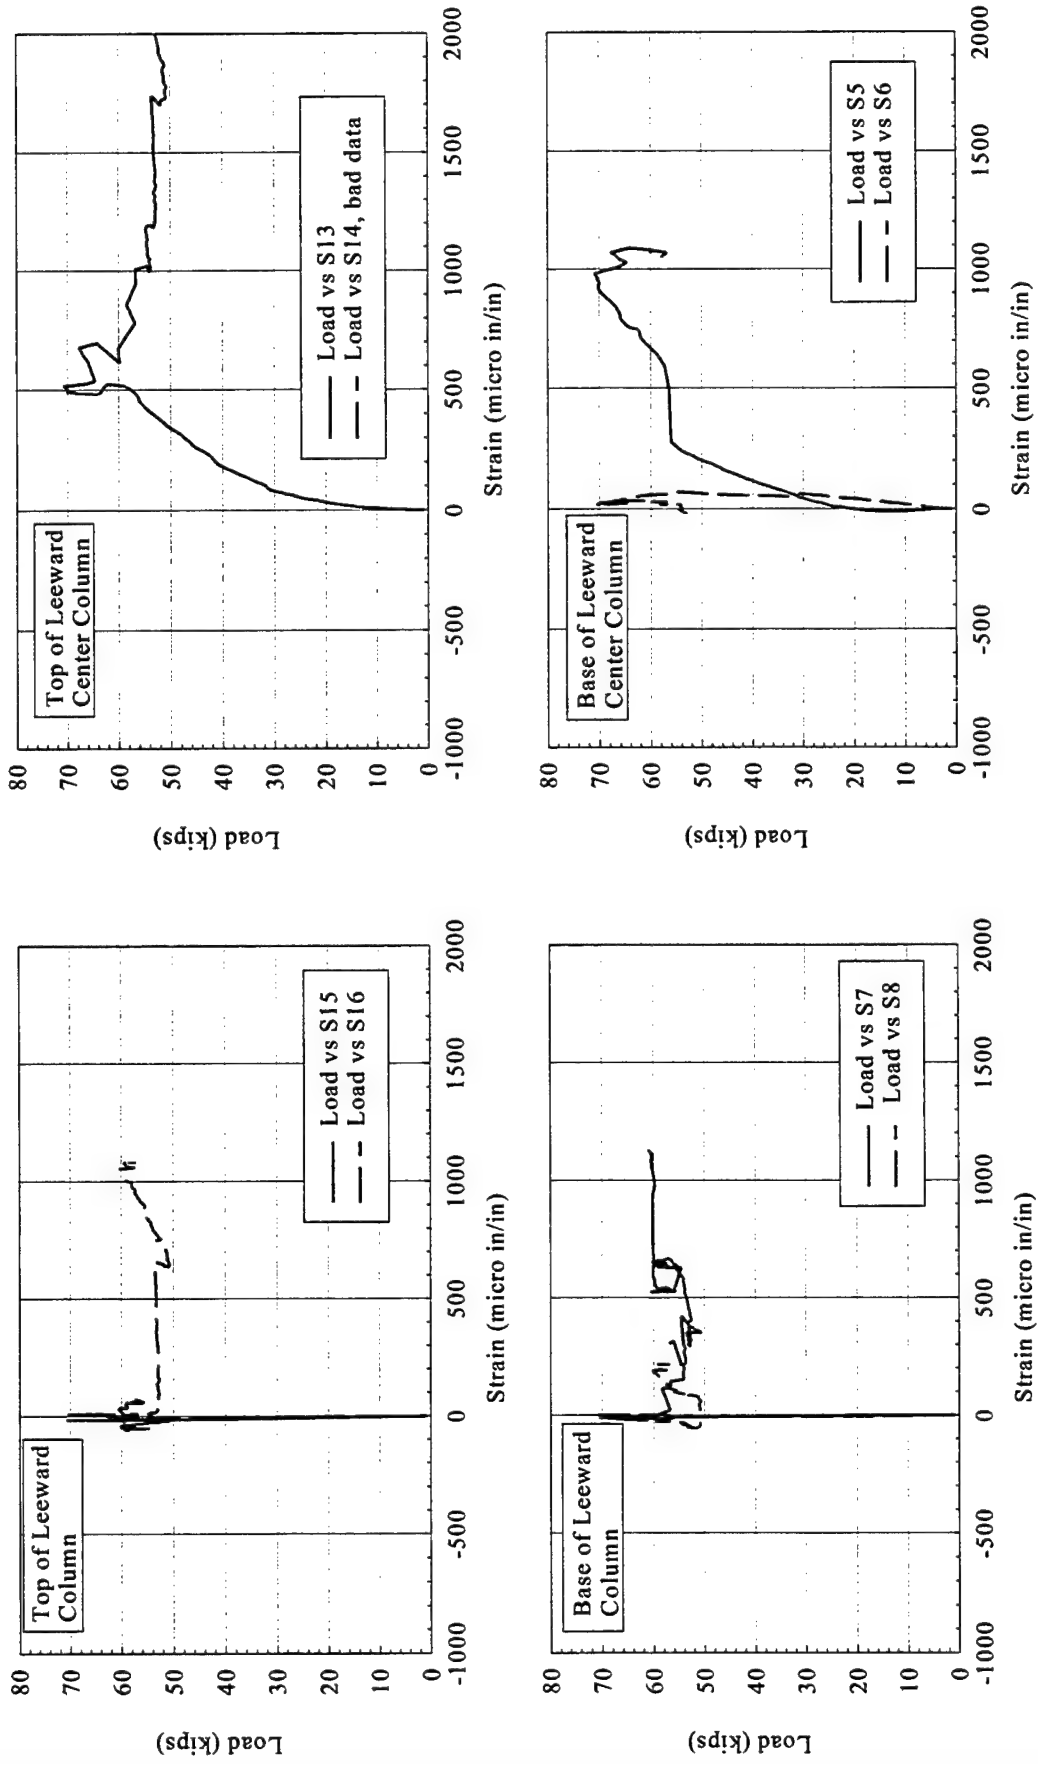 Top of Leeward
Column
Load (kips)
80
70
60
50
40
30
20
10
0
-1000
-500
0
500
1000
1500
2000
Strain (micro in/in)
Load vs S15
Load vs S16
Top of Leeward
Center Column
Load (kips)
80
70
60
50
40
30
20
10
0
-1000
-500
0
500
1000
1500
2000
Strain (micro in/in)
Load vs S13
Load vs S14, bad data
Base of Leeward
Column
Load (kips)
80
70
60
50
40
30
20
10
0
-1000
-500
0
500
1000
1500
2000
Strain (micro in/in)
Load vs S7
Load vs S8
Base of Leeward
Center Column
Load (kips)
80
70
60
50
40
30
20
10
0
-1000
-500
0
500
1000
1500
2000
Strain (micro in/in)
Load vs S5
Load vs S6